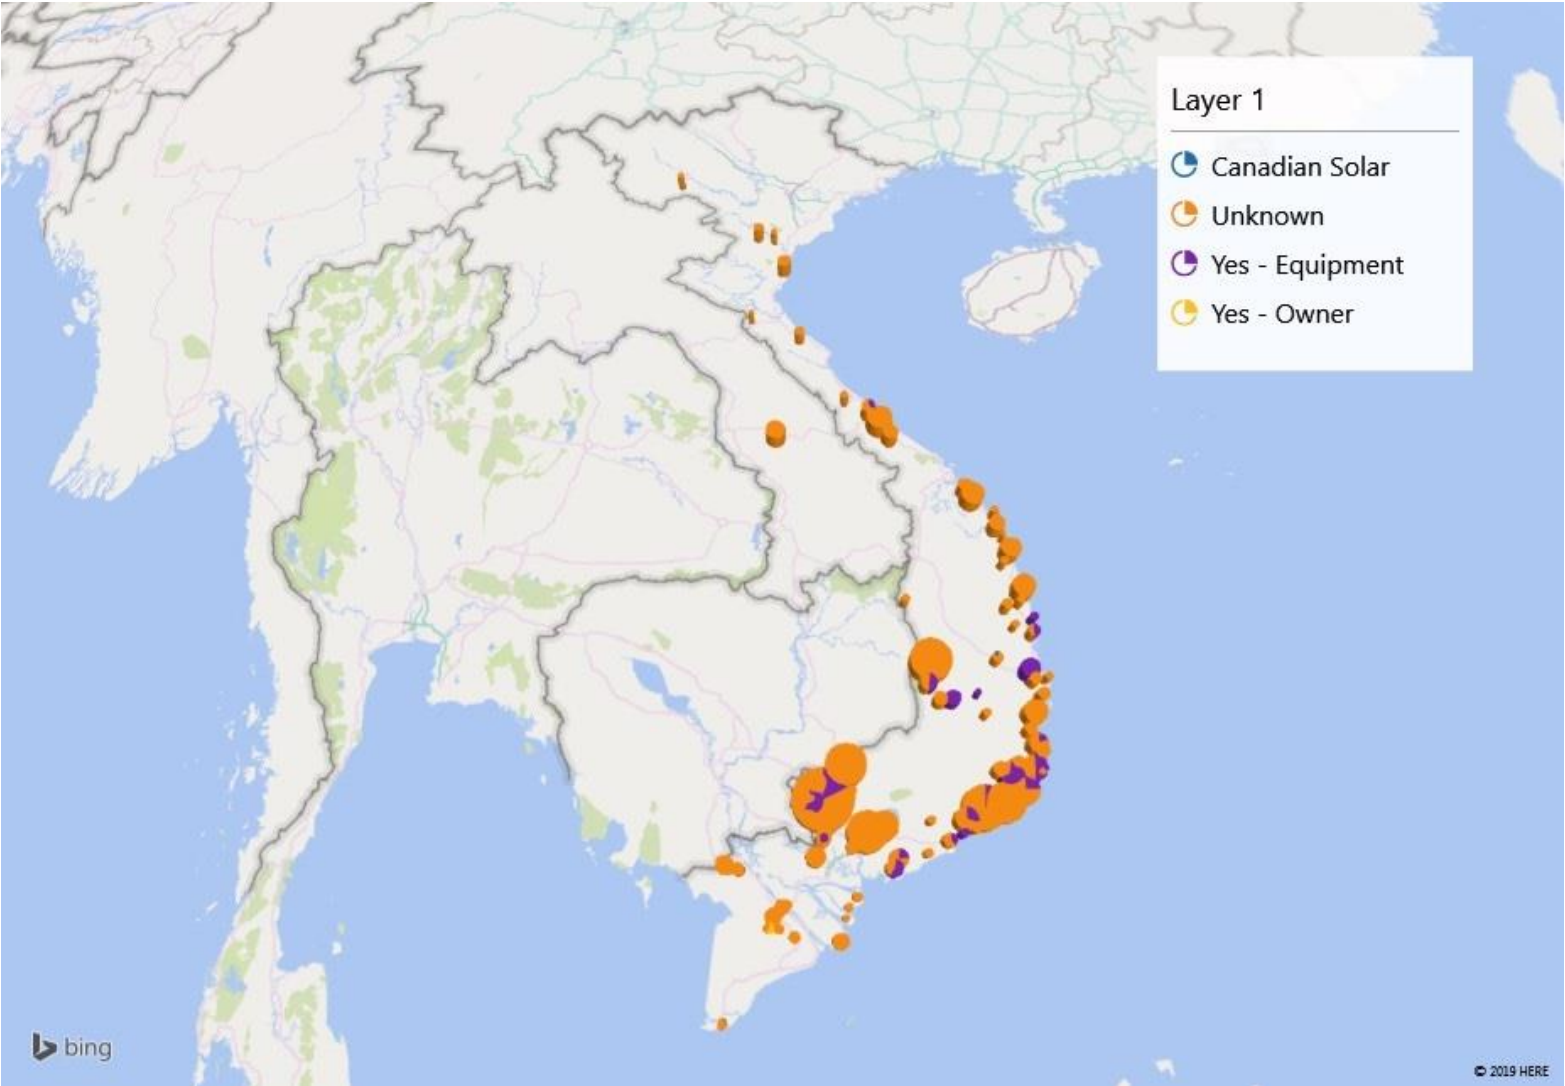 Layer 1
Canadian Solar
Unknown
Yes - Equipment
Yes - Owner
bing
© 2019 HERE